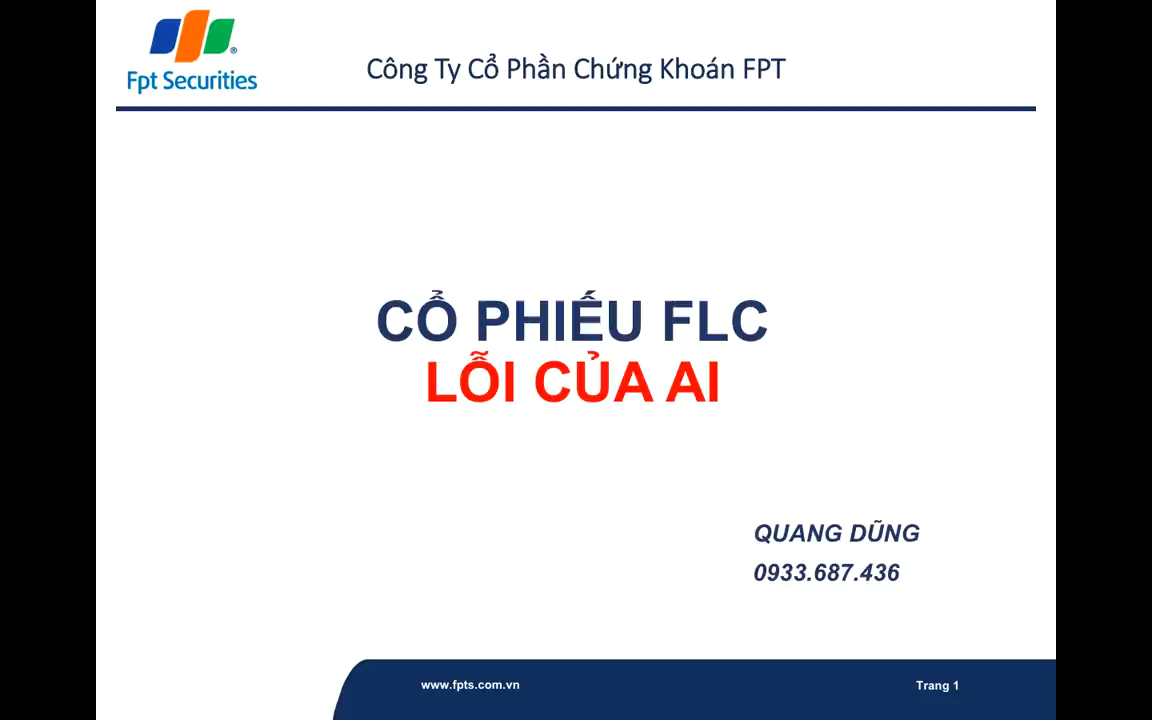 Fpt Securities
Công Ty Cổ Phần Chứng Khoán FPT
CỔ PHIẾU FLC
LỖI CỦA AI
QUANG DŨNG
0933.687.436
www.fpts.com.vn
Trang 1